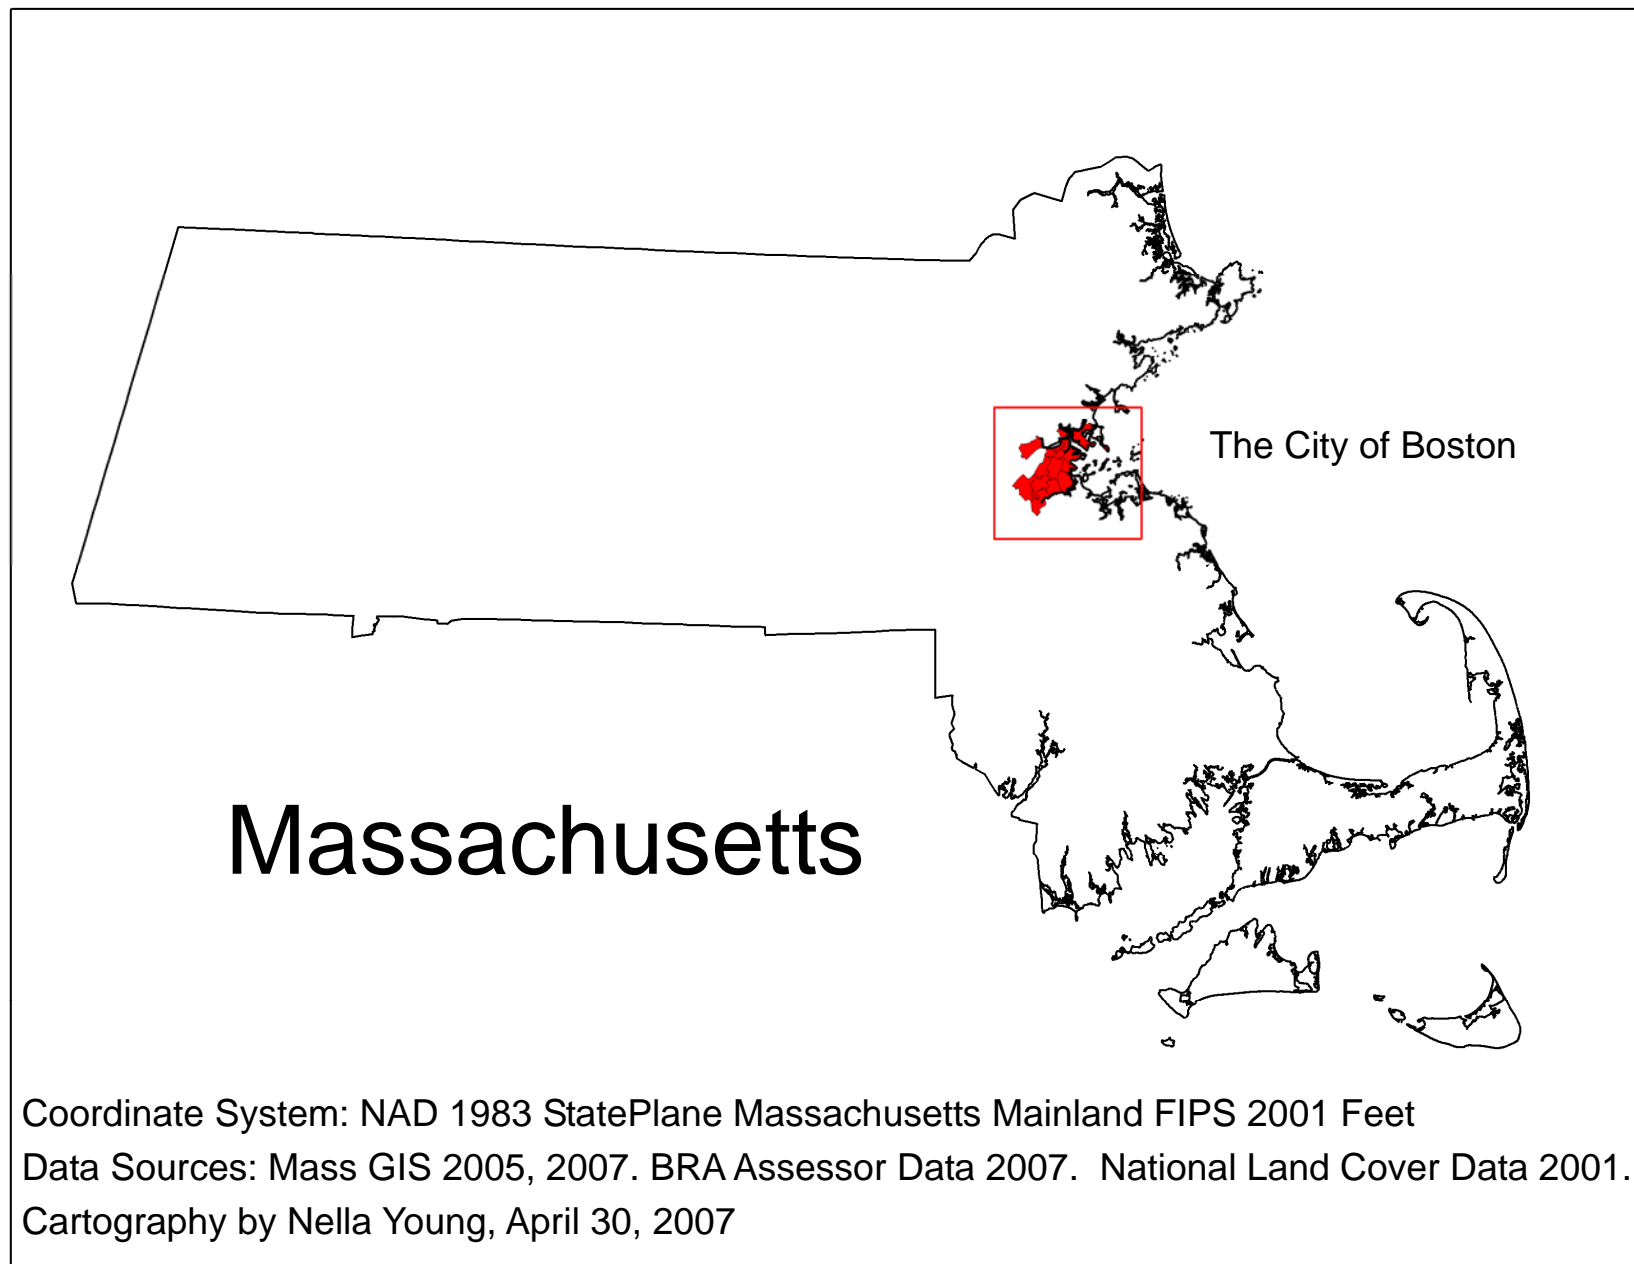 The City of Boston
Massachusetts
Coordinate System: NAD 1983 StatePlane Massachusetts Mainland FIPS 2001 Feet
Data Sources: Mass GIS 2005, 2007. BRA Assessor Data 2007.  National Land Cover Data 2001.
Cartography by Nella Young, April 30, 2007